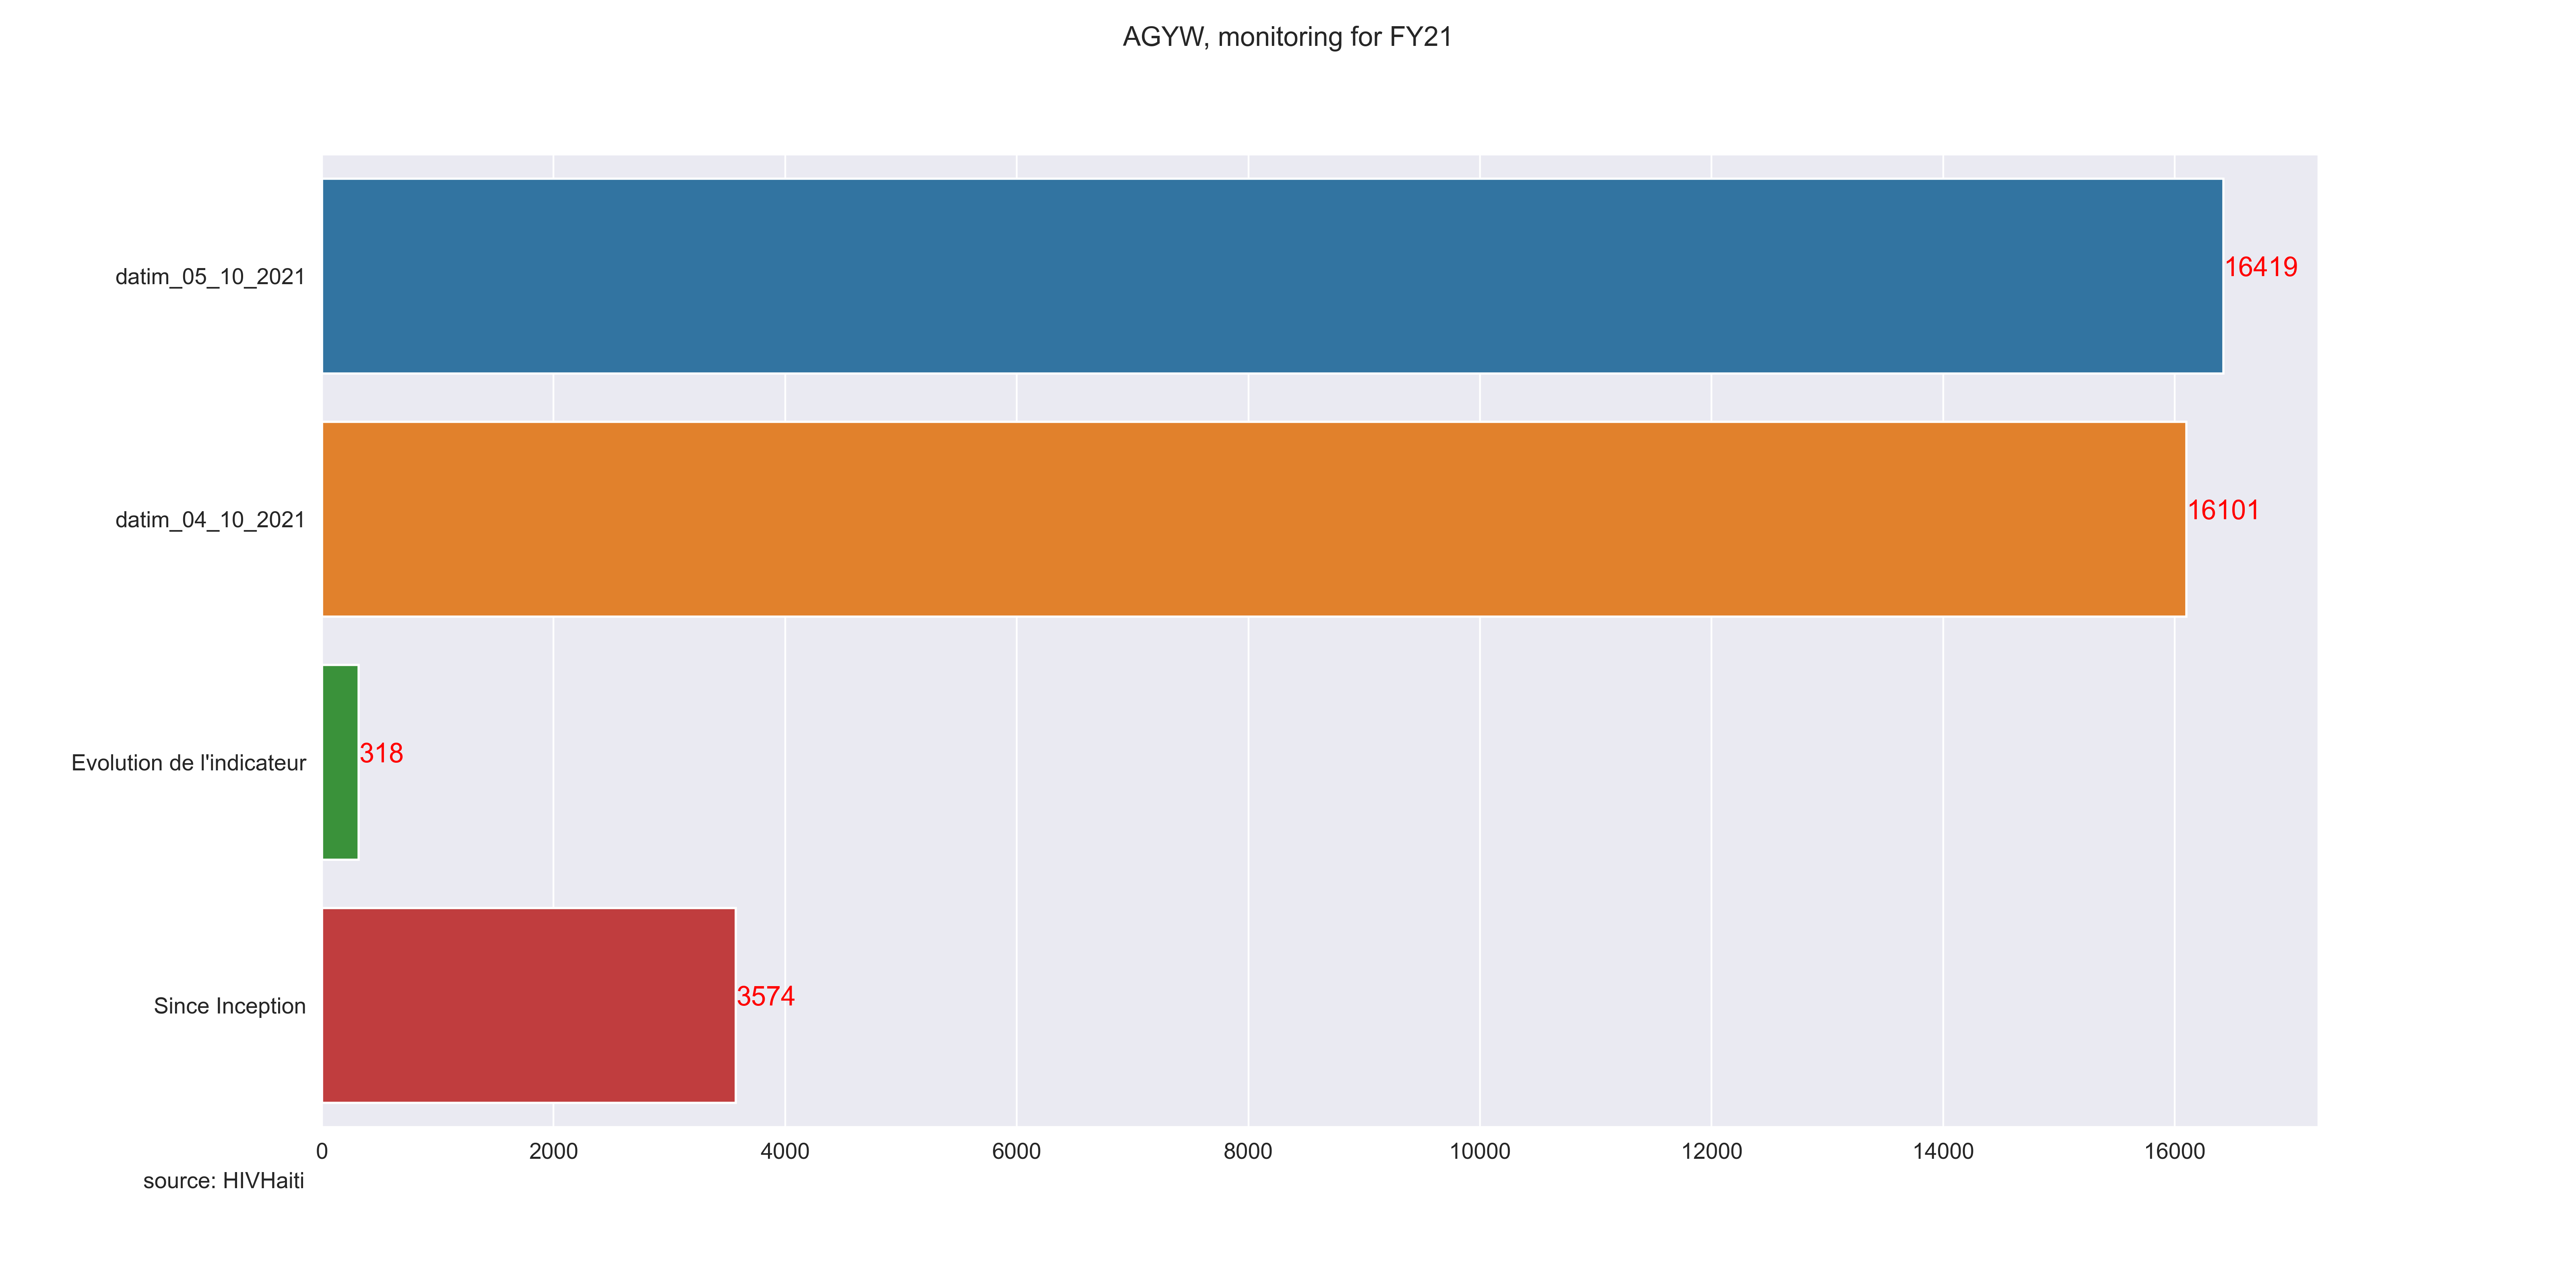 AGYW, monitoring for FY21
datim_05_10_2021
16419
datim_04_10_2021
16101
Evolution de l'indicateur
318
Since Inception
3574
0 2000 4000 6000 8000 10000 12000 14000 16000
source: HIVHaiti